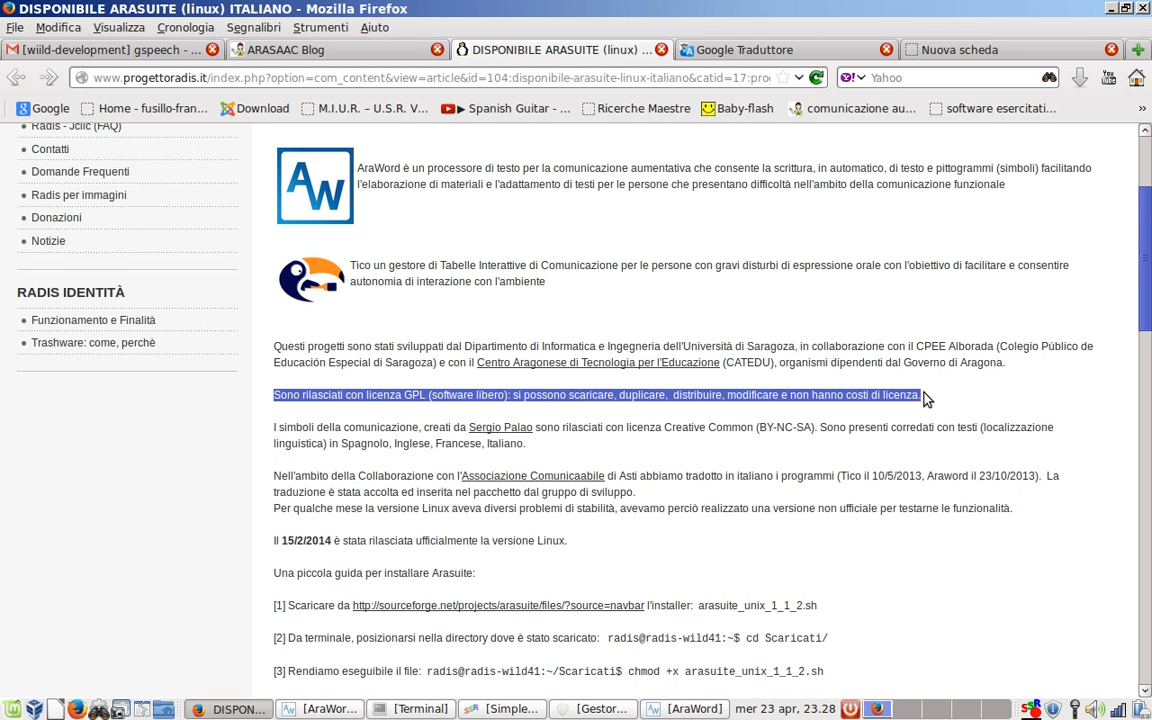 DISPONIBILE ARASUITE (linux) ITALIANO - Mozilla Firefox
File Modifica Visualizza Cronologia Segnalibri Strumenti Aiuto
[wiild-development] gspeech - ... ARASAAC Blog DISPONIBILE ARASUITE (linux) ... Google Traduttore Nuova scheda
www.progettoradis.it/index.php?option=com_content&view=article&id=104:disponibile-arasuite-linux-italiano&catid=17:pro Yahoo
Google Home - fusillo-fran... Download M.I.U.R. – U.S.R. V... Spanish Guitar - ... Ricerche Maestre Baby-flash comunicazione au... software esercitati... »
Radis - Jclic (FAQ)
Contatti
Domande Frequenti
Radis per immagini
Donazioni
Notizie
RADIS IDENTITÀ
Funzionamento e Finalità
Trashware: come, perchè
AW
AraWord è un processore di testo per la comunicazione aumentativa che consente la scrittura, in automatico, di testo e pittogrammi (simboli) facilitando
l'elaborazione di materiali e l'adattamento di testi per le persone che presentano difficoltà nell'ambito della comunicazione funzionale
Tico un gestore di Tabelle Interattive di Comunicazione per le persone con gravi disturbi di espressione orale con l'obiettivo di facilitare e consentire
autonomia di interazione con l'ambiente
Questi progetti sono stati sviluppati dal Dipartimento di Informatica e Ingegneria dell'Università di Saragoza, in collaborazione con il CPEE Alborada (Colegio Público de
Educación Especial di Saragoza) e con il Centro Aragonese di Tecnologia per l'Educazione (CATEDU), organismi dipendenti dal Governo di Aragona.
Sono rilasciati con licenza GPL (software libero): si possono scaricare, duplicare, distribuire, modificare e non hanno costi di licenza.
I simboli della comunicazione, creati da Sergio Palao sono rilasciati con licenza Creative Common (BY-NC-SA). Sono presenti corredati con testi (localizzazione
linguistica) in Spagnolo, Inglese, Francese, Italiano.
Nell'ambito della Collaborazione con l'Associazione Comunicaabile di Asti abbiamo tradotto in italiano i programmi (Tico il 10/5/2013, Araword il 23/10/2013). La
traduzione è stata accolta ed inserita nel pacchetto dal gruppo di sviluppo.
Per qualche mese la versione Linux aveva diversi problemi di stabilità, avevamo perciò realizzato una versione non ufficiale per testarne le funzionalità.
Il 15/2/2014 è stata rilasciata ufficialmente la versione Linux.
Una piccola guida per installare Arasuite:
[1] Scaricare da http://sourceforge.net/projects/arasuite/files/?source=navbar l'installer: arasuite_unix_1_1_2.sh
[2] Da terminale, posizionarsi nella directory dove è stato scaricato: radis@radis-wild41:~$ cd Scaricati/
[3] Rendiamo eseguibile il file: radis@radis-wild41:~/Scaricati$ chmod +x arasuite_unix_1_1_2.sh
DISPON... [AraWor... [Terminal] [Simple... [Gestor... [AraWord] mer 23 apr, 23.28